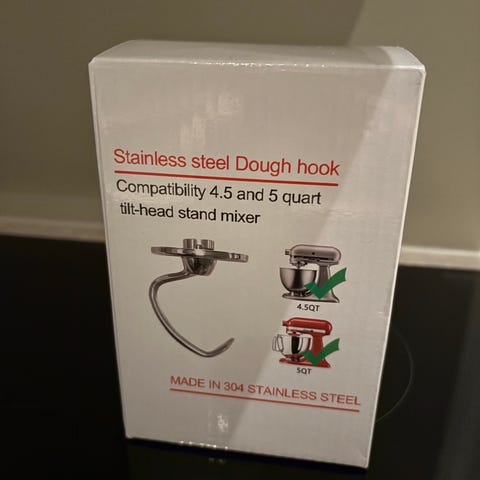 Stainless steel Dough hook
Compatibility 4.5 and 5 quart
tilt-head stand mixer
4.5QT
5QT
MADE IN 304 STAINLESS STEEL